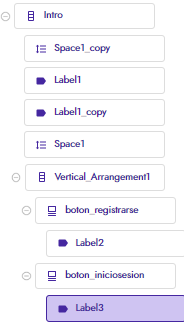 Intro
Space1_copy
Label1
Label1_copy
Space1
Vertical_Arrangement1
boton_registrarse
Label2
boton_iniciosesion
Label3